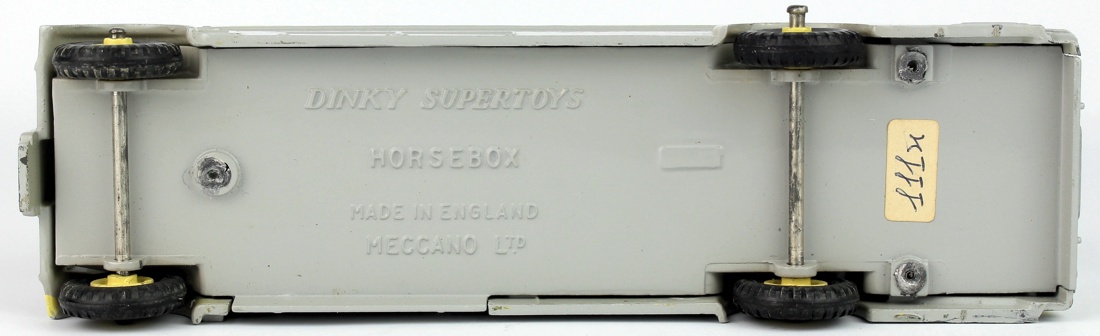 DINKY SUPERTOYS
HORSEBOX
MADE IN ENGLAND
MECCANO LTD